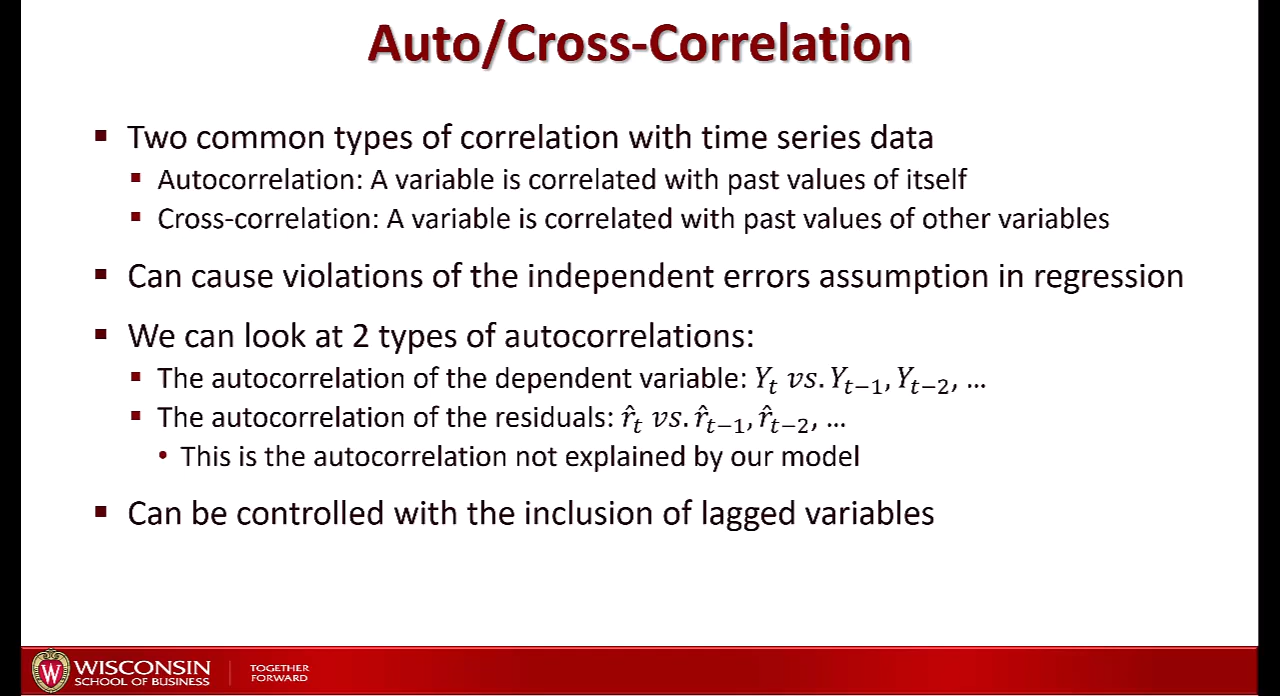 Auto/Cross-Correlation
▪ Two common types of correlation with time series data
▪ Autocorrelation: A variable is correlated with past values of itself
▪ Cross-correlation: A variable is correlated with past values of other variables
▪ Can cause violations of the independent errors assumption in regression
▪ We can look at 2 types of autocorrelations:
▪ The autocorrelation of the dependent variable: Yₜ vs. Yₜ₋₁, Yₜ₋₂, …
▪ The autocorrelation of the residuals: r̂ₜ vs. r̂ₜ₋₁, r̂ₜ₋₂, …
• This is the autocorrelation not explained by our model
▪ Can be controlled with the inclusion of lagged variables
W
WISCONSIN
SCHOOL OF BUSINESS
TOGETHER
FORWARD